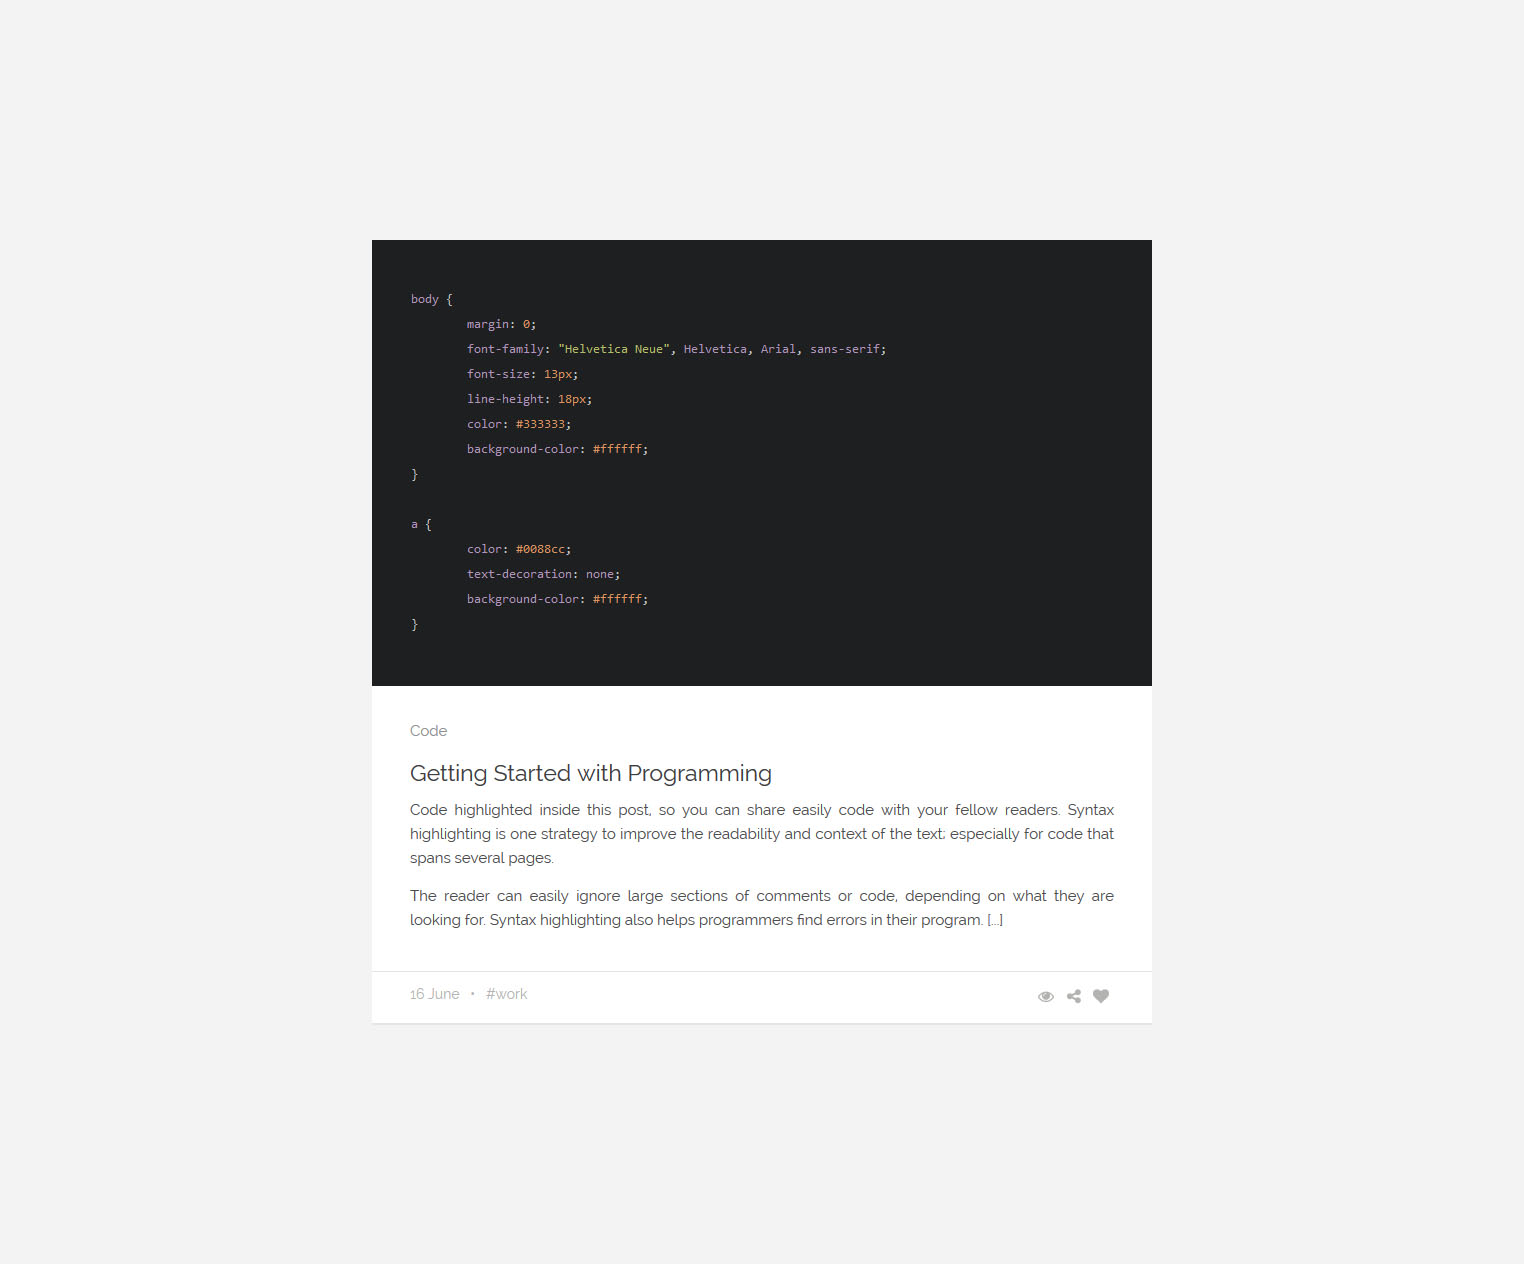 body {
margin: 0;
font-family: "Helvetica Neue", Helvetica, Arial, sans-serif;
font-size: 13px;
line-height: 18px;
color: #333333;
background-color: #ffffff;
}
a {
color: #0088cc;
text-decoration: none;
background-color: #ffffff;
}
Code
Getting Started with Programming
Code highlighted inside this post, so you can share easily code with your fellow readers. Syntax
highlighting is one strategy to improve the readability and context of the text; especially for code that
spans several pages.
The reader can easily ignore large sections of comments or code, depending on what they are
looking for. Syntax highlighting also helps programmers find errors in their program. [...]
16 June • #work